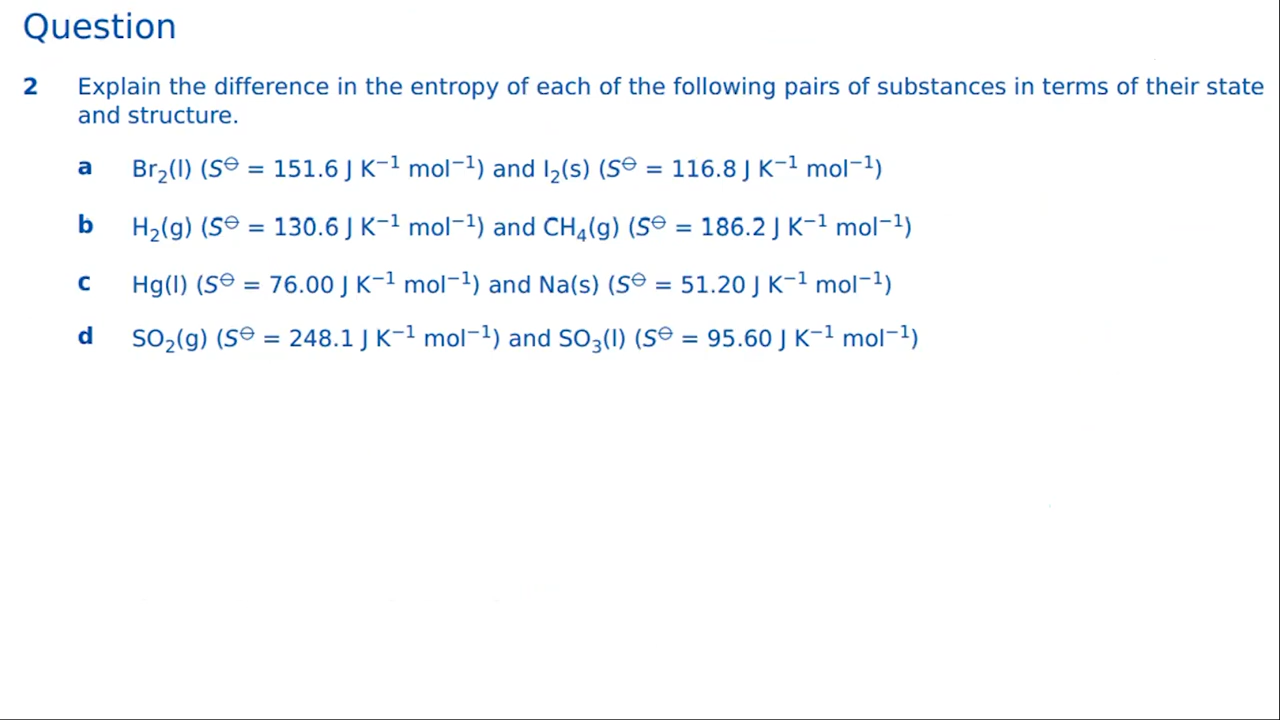 Question
2 Explain the difference in the entropy of each of the following pairs of substances in terms of their state
and structure.
a Br₂(l) (S⦵ = 151.6 J K⁻¹ mol⁻¹) and I₂(s) (S⦵ = 116.8 J K⁻¹ mol⁻¹)
b H₂(g) (S⦵ = 130.6 J K⁻¹ mol⁻¹) and CH₄(g) (S⦵ = 186.2 J K⁻¹ mol⁻¹)
c Hg(l) (S⦵ = 76.00 J K⁻¹ mol⁻¹) and Na(s) (S⦵ = 51.20 J K⁻¹ mol⁻¹)
d SO₂(g) (S⦵ = 248.1 J K⁻¹ mol⁻¹) and SO₃(l) (S⦵ = 95.60 J K⁻¹ mol⁻¹)